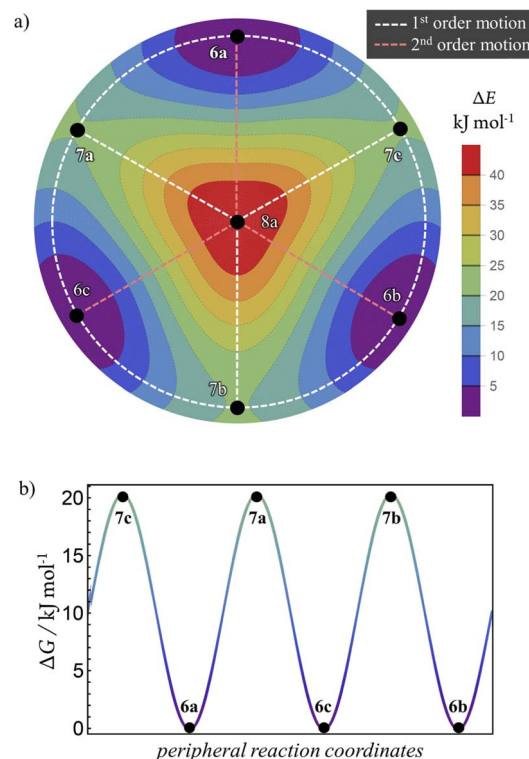 a)
1st order motion
2nd order motion
6a
7a
7c
8a
6c
6b
7b
ΔE
kJ mol-1
40
35
30
25
20
15
10
5
b)
20
15
10
5
0
ΔG / kJ mol-1
7c
7a
7b
6a
6c
6b
peripheral reaction coordinates